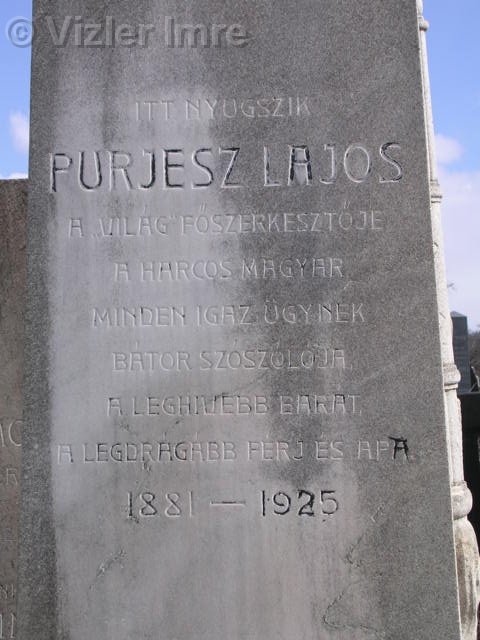 © Vizler Imre
ITT NYUGSZIK
PURJESZ LAJOS
A „VILÁG" FŐSZERKESZTŐJE
A HARCOS MAGYAR,
MINDEN IGAZ ÜGYNEK
BÁTOR SZÓSZÓLÓJA,
A LEGHIVEBB BARÁT,
A LEGDRÁGÁBB FÉRJ ÉS APA
1881 — 1925